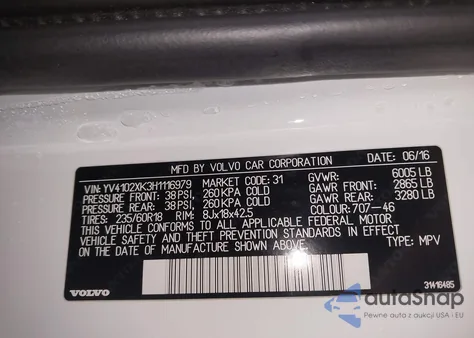 MFD BY VOLVO CAR CORPORATION DATE: 06/16
VIN: YV4102XK3H1116979 MARKET CODE: 31 GVWR: 6005 LB
PRESSURE FRONT: 38 PSI, 260 KPA COLD GAWR FRONT: 2865 LB
PRESSURE REAR: 38 PSI, 260 KPA COLD GAWR REAR: 3280 LB
TIRES: 235/60R18 RIM: 8Jx18x42.5 COLOUR: 707-46
THIS VEHICLE CONFORMS TO ALL APPLICABLE FEDERAL MOTOR
VEHICLE SAFETY AND THEFT PREVENTION STANDARDS IN EFFECT
ON THE DATE OF MANUFACTURE SHOWN ABOVE. TYPE: MPV
VOLVO 31416485
autoSnap
Pewne auta z aukcji USA i EU